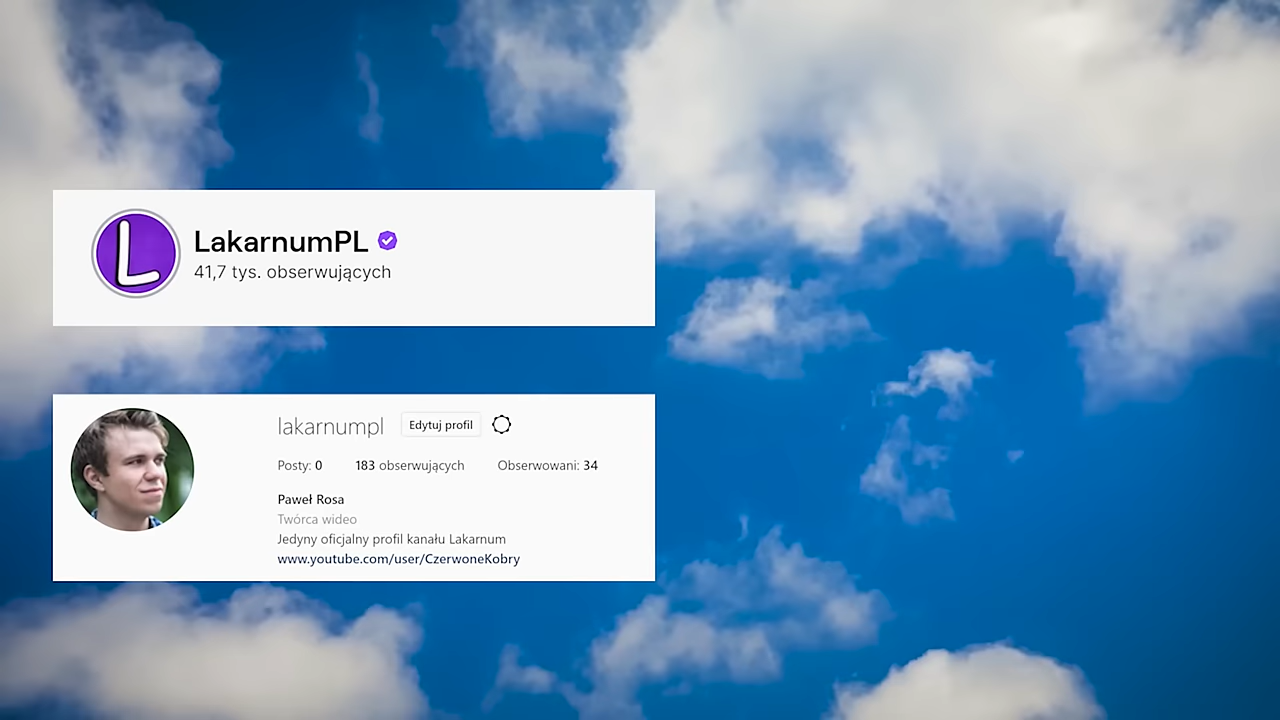 L
LakarnumPL
41,7 tys. obserwujących
lakarnumpl Edytuj profil
Posty: 0 183 obserwujących Obserwowani: 34
Paweł Rosa
Twórca wideo
Jedyny oficjalny profil kanału Lakarnum
www.youtube.com/user/CzerwoneKobry